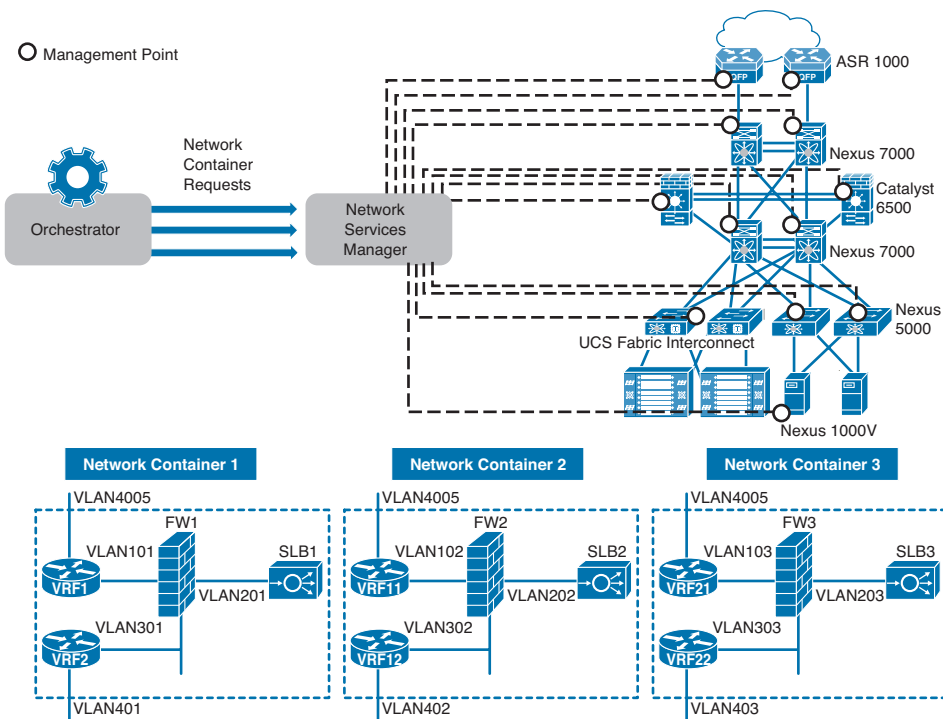 Management Point
ASR 1000
QFP
QFP
Network
Container
Requests
Nexus 7000
Orchestrator
Network
Services
Manager
Catalyst
6500
Nexus 7000
Nexus
5000
UCS Fabric Interconnect
Nexus 1000V
Network Container 1
VLAN4005
FW1
VLAN101
SLB1
VRF1
VLAN201
VLAN301
VRF2
VLAN401
Network Container 2
VLAN4005
FW2
VLAN102
SLB2
VRF11
VLAN202
VLAN302
VRF12
VLAN402
Network Container 3
VLAN4005
FW3
VLAN103
SLB3
VRF21
VLAN203
VLAN303
VRF22
VLAN403